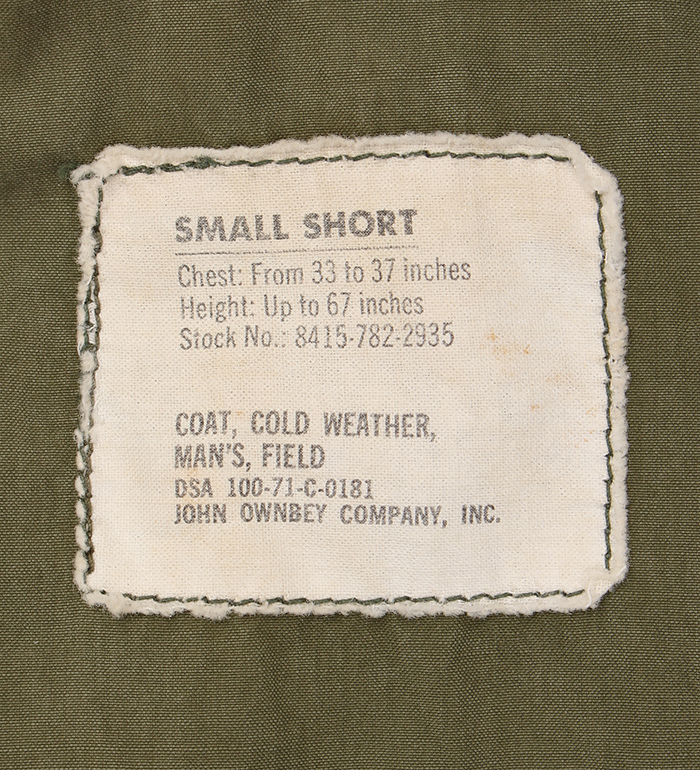 SMALL SHORT
Chest: From 33 to 37 inches
Height: Up to 67 inches
Stock No.: 8415-782-2935
COAT, COLD WEATHER,
MAN'S, FIELD
DSA 100-71-C-0181
JOHN OWNBEY COMPANY, INC.